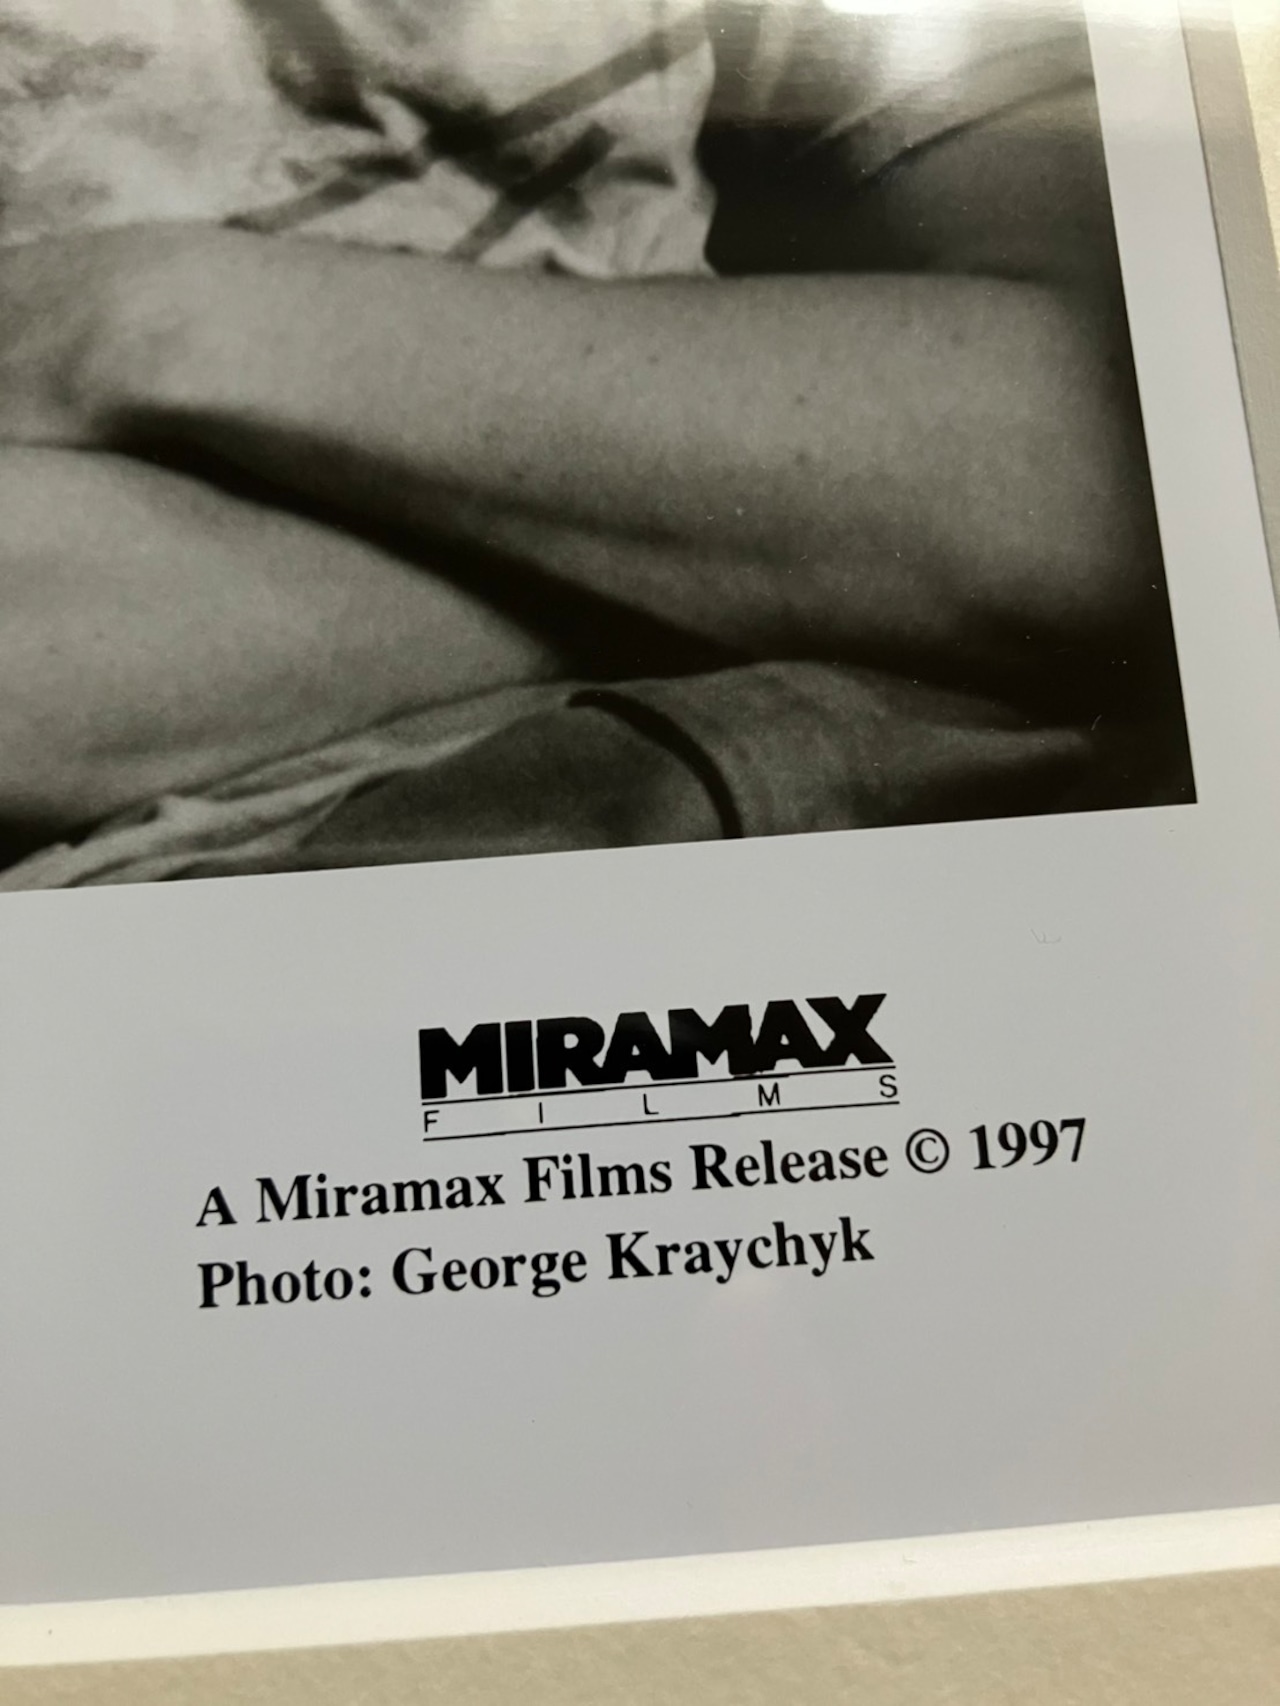 MIRAMAX
FILMS
A Miramax Films Release © 1997
Photo: George Kraychyk